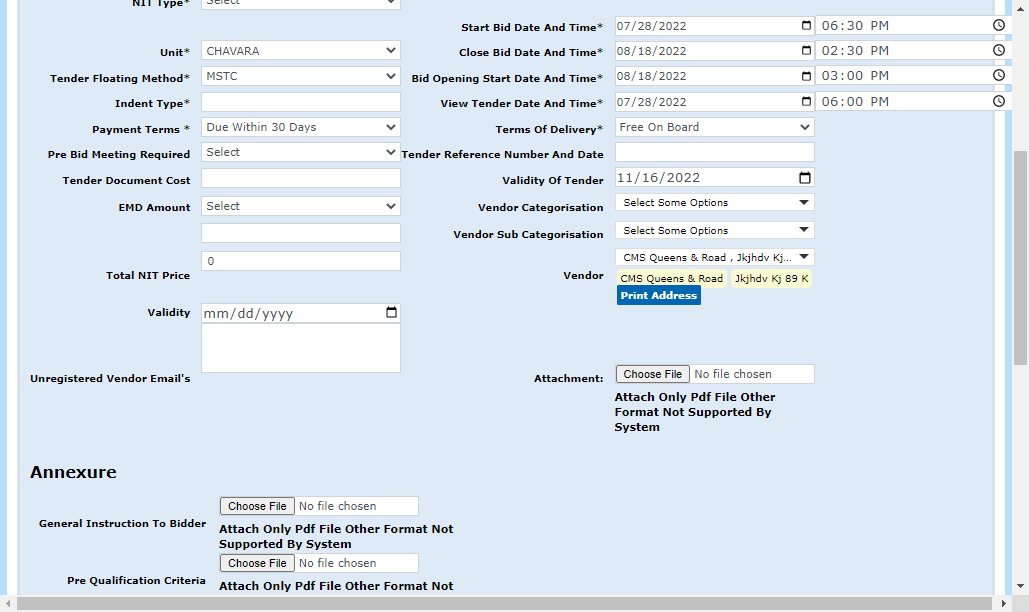 NIT Type* Select
Start Bid Date And Time* 07/28/2022 06:30 PM
Unit* CHAVARA Close Bid Date And Time* 08/18/2022 02:30 PM
Tender Floating Method* MSTC Bid Opening Start Date And Time* 08/18/2022 03:00 PM
Indent Type* View Tender Date And Time* 07/28/2022 06:00 PM
Payment Terms * Due Within 30 Days Terms Of Delivery* Free On Board
Pre Bid Meeting Required Select Tender Reference Number And Date
Tender Document Cost Validity Of Tender 11/16/2022
EMD Amount Select Vendor Categorisation Select Some Options
Vendor Sub Categorisation Select Some Options
0 CMS Queens & Road , Jkjhdv Kj...
Total NIT Price Vendor CMS Queens & Road Jkjhdv Kj 89 K
Print Address
Validity mm/dd/yyyy
Unregistered Vendor Email's Attachment: Choose File No file chosen
Attach Only Pdf File Other
Format Not Supported By
System
Annexure
Choose File No file chosen
General Instruction To Bidder Attach Only Pdf File Other Format Not
Supported By System
Choose File No file chosen
Pre Qualification Criteria Attach Only Pdf File Other Format Not